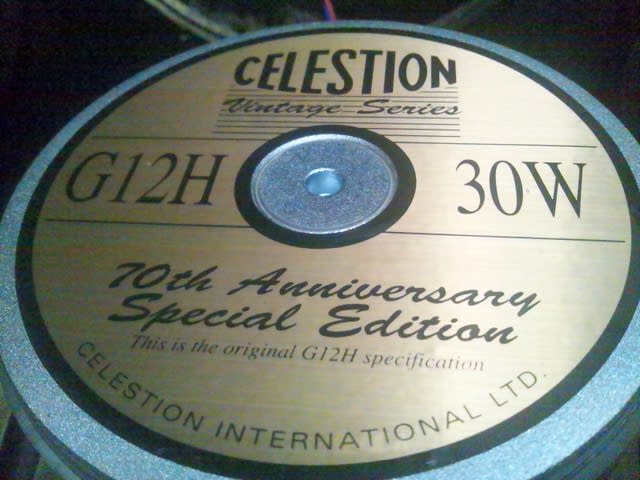 CELESTION
Vintage Series
G12H 30W
70th Anniversary
Special Edition
This is the original G12H specification
CELESTION INTERNATIONAL LTD.